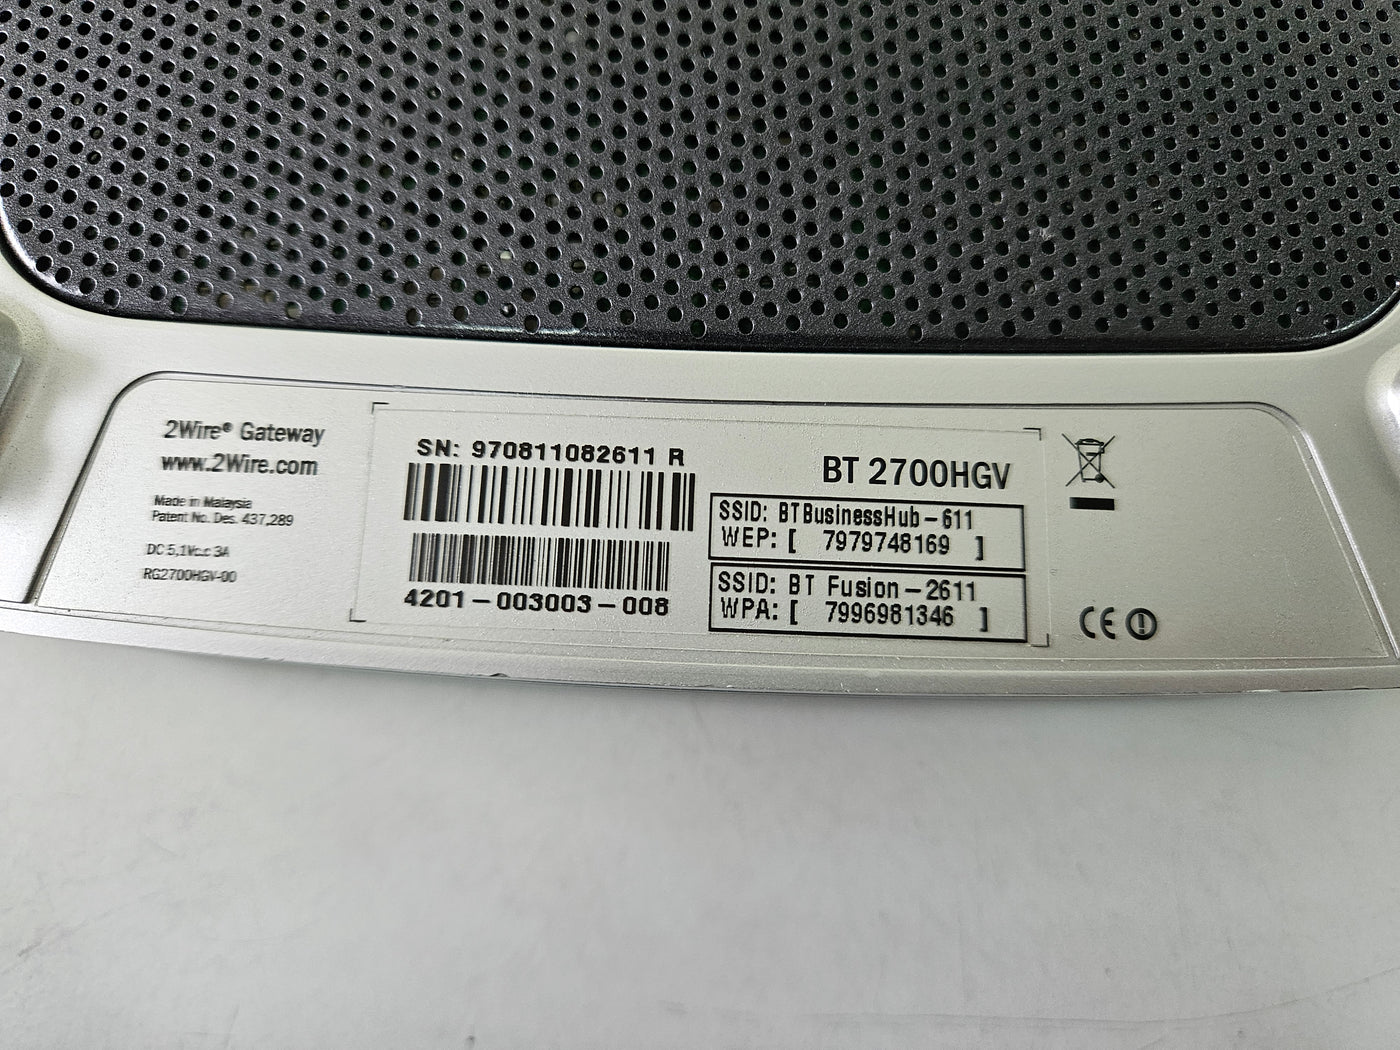 2Wire® Gateway
www.2Wire.com
Made in Malaysia
Patent No. Des. 437,289
DC 5.1V 3A
RG2700HGV-00
SN: 970811082611 R
4201-003003-008
BT 2700HGV
SSID: BTBusinessHub-611
WEP: [ 7979748169 ]
SSID: BT Fusion-2611
WPA: [ 7996981346 ]
CE